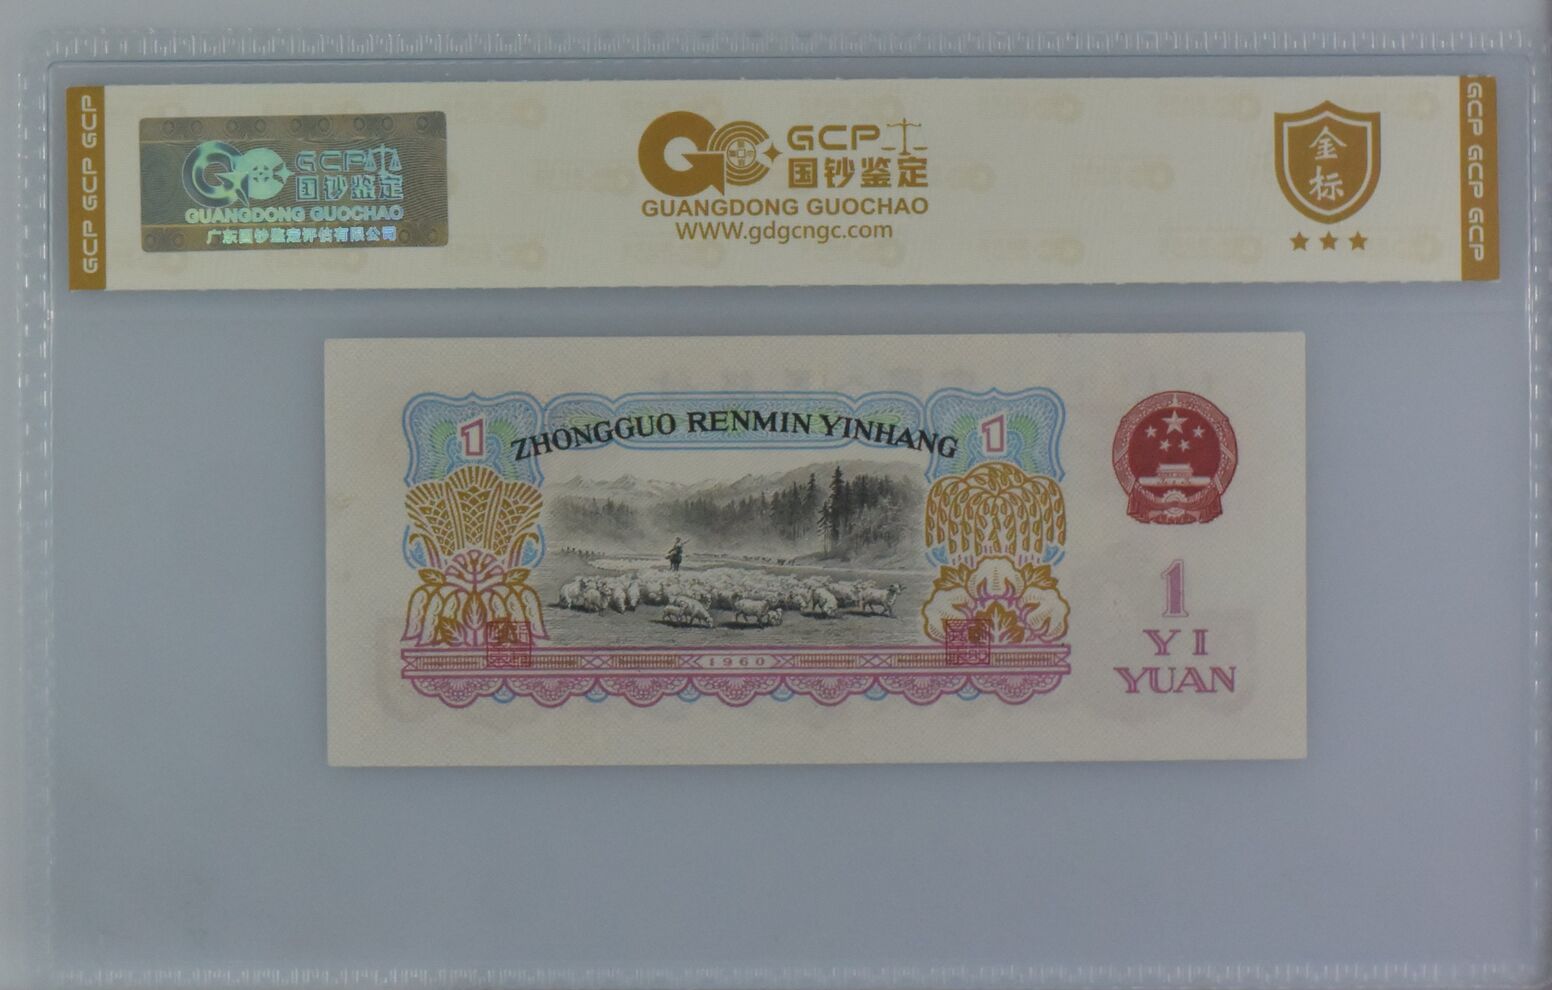 GCP GCP GCP
GCP
国钞鉴定
GUANGDONG GUOCHAO
广东国钞鉴定评估有限公司
GCP
国钞鉴定
GUANGDONG GUOCHAO
WWW.gdgcngc.com
金
标
GCP GCP GCP
ZHONGGUO RENMIN YINHANG
1
1
1960
1
YI
YUAN